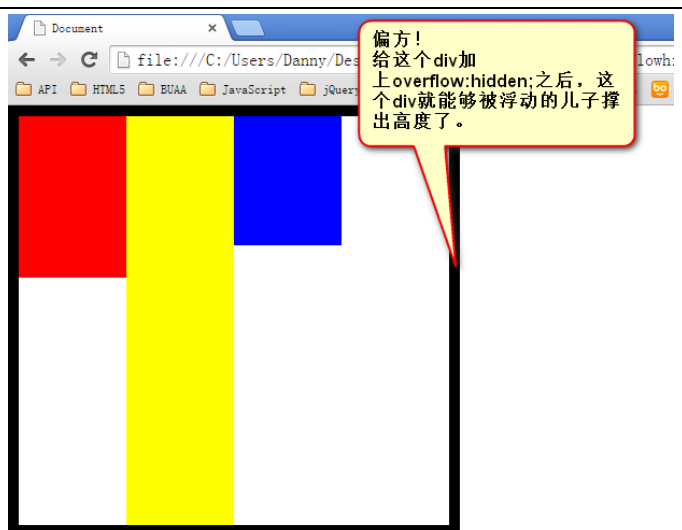 Document ×
file:///C:/Users/Danny/Des
API HTML5 BUAA JavaScript jQuery
偏方！
给这个div加
上overflow:hidden;之后，这
个div就能够被浮动的儿子撑
出高度了。